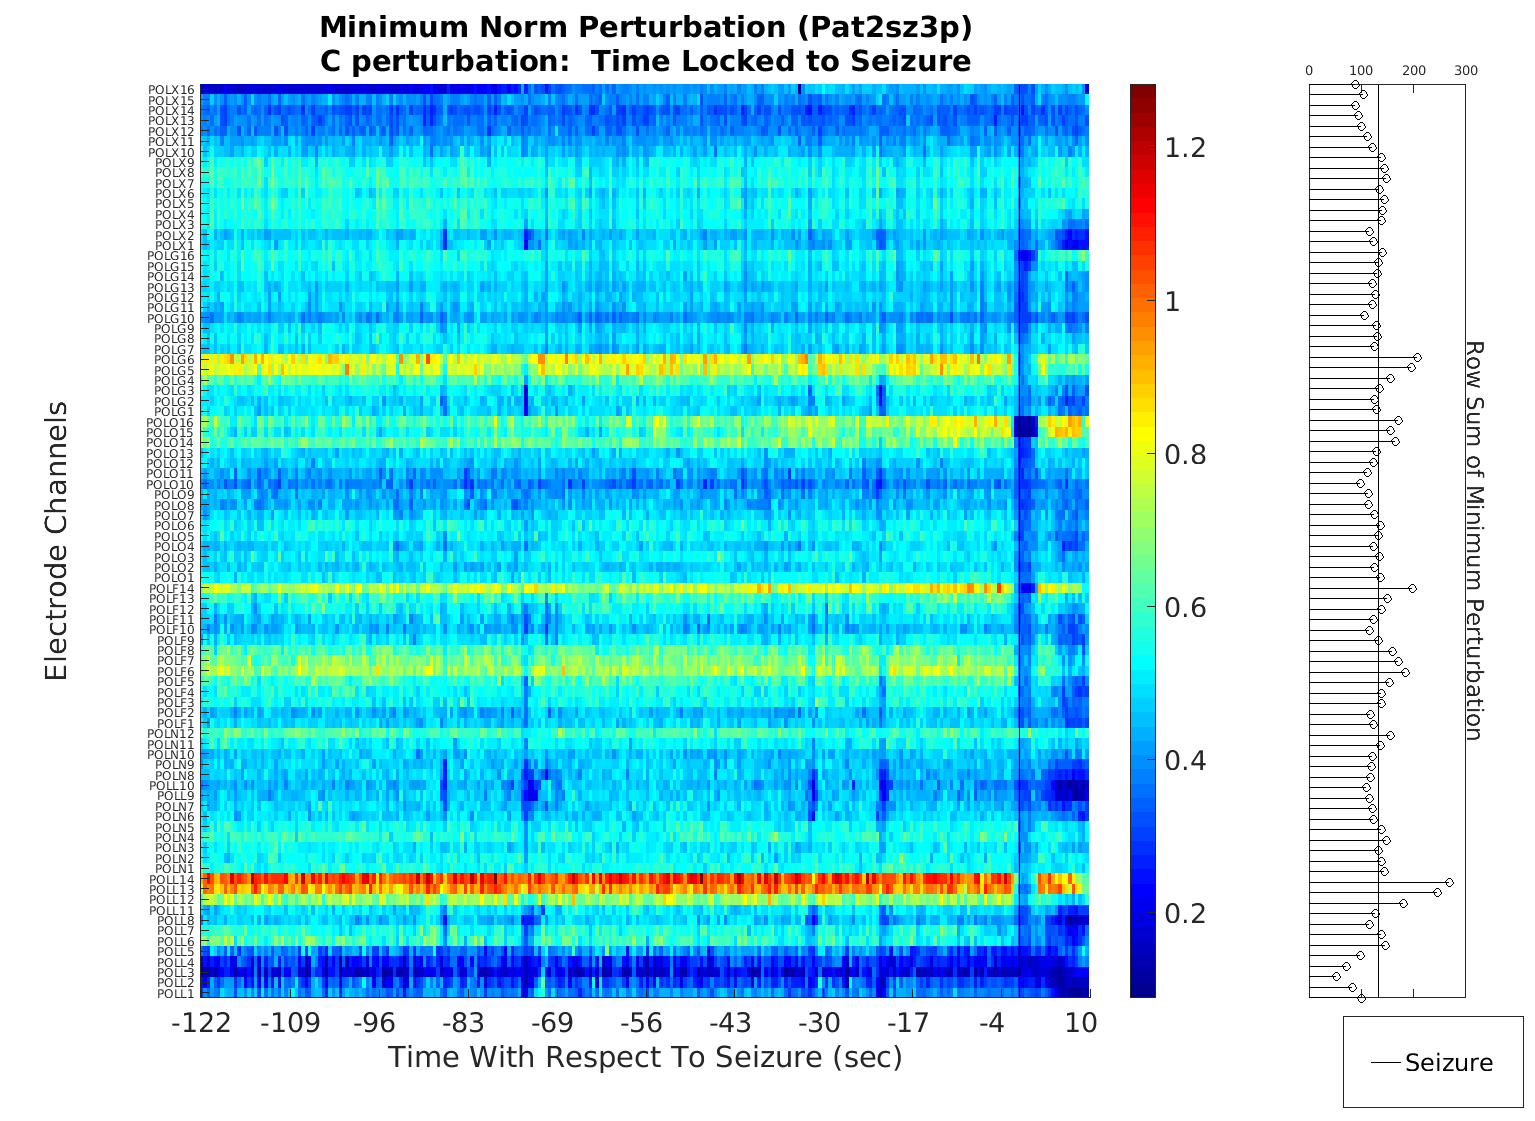 Minimum Norm Perturbation (Pat2sz3p)
C perturbation:  Time Locked to Seizure
0 100 200 300
POLX16
POLX15
POLX14
POLX13
POLX12
POLX11
POLX10
POLX9
POLX8
POLX7
POLX6
POLX5
POLX4
POLX3
POLX2
POLX1
POLG16
POLG15
POLG14
POLG13
POLG12
POLG11
POLG10
POLG9
POLG8
POLG7
POLG6
POLG5
POLG4
POLG3
POLG2
POLG1
POLO16
POLO15
POLO14
POLO13
POLO12
POLO11
POLO10
POLO9
POLO8
POLO7
POLO6
POLO5
POLO4
POLO3
POLO2
POLO1
POLF14
POLF13
POLF12
POLF11
POLF10
POLF9
POLF8
POLF7
POLF6
POLF5
POLF4
POLF3
POLF2
POLF1
POLN12
POLN11
POLN10
POLN9
POLN8
POLL10
POLL9
POLN7
POLN6
POLN5
POLN4
POLN3
POLN2
POLN1
POLL14
POLL13
POLL12
POLL11
POLL8
POLL7
POLL6
POLL5
POLL4
POLL3
POLL2
POLL1
Electrode Channels
-122 -109 -96 -83 -69 -56 -43 -30 -17 -4 10
Time With Respect To Seizure (sec)
1.2
1
0.8
0.6
0.4
0.2
Row Sum of Minimum Perturbation
Seizure